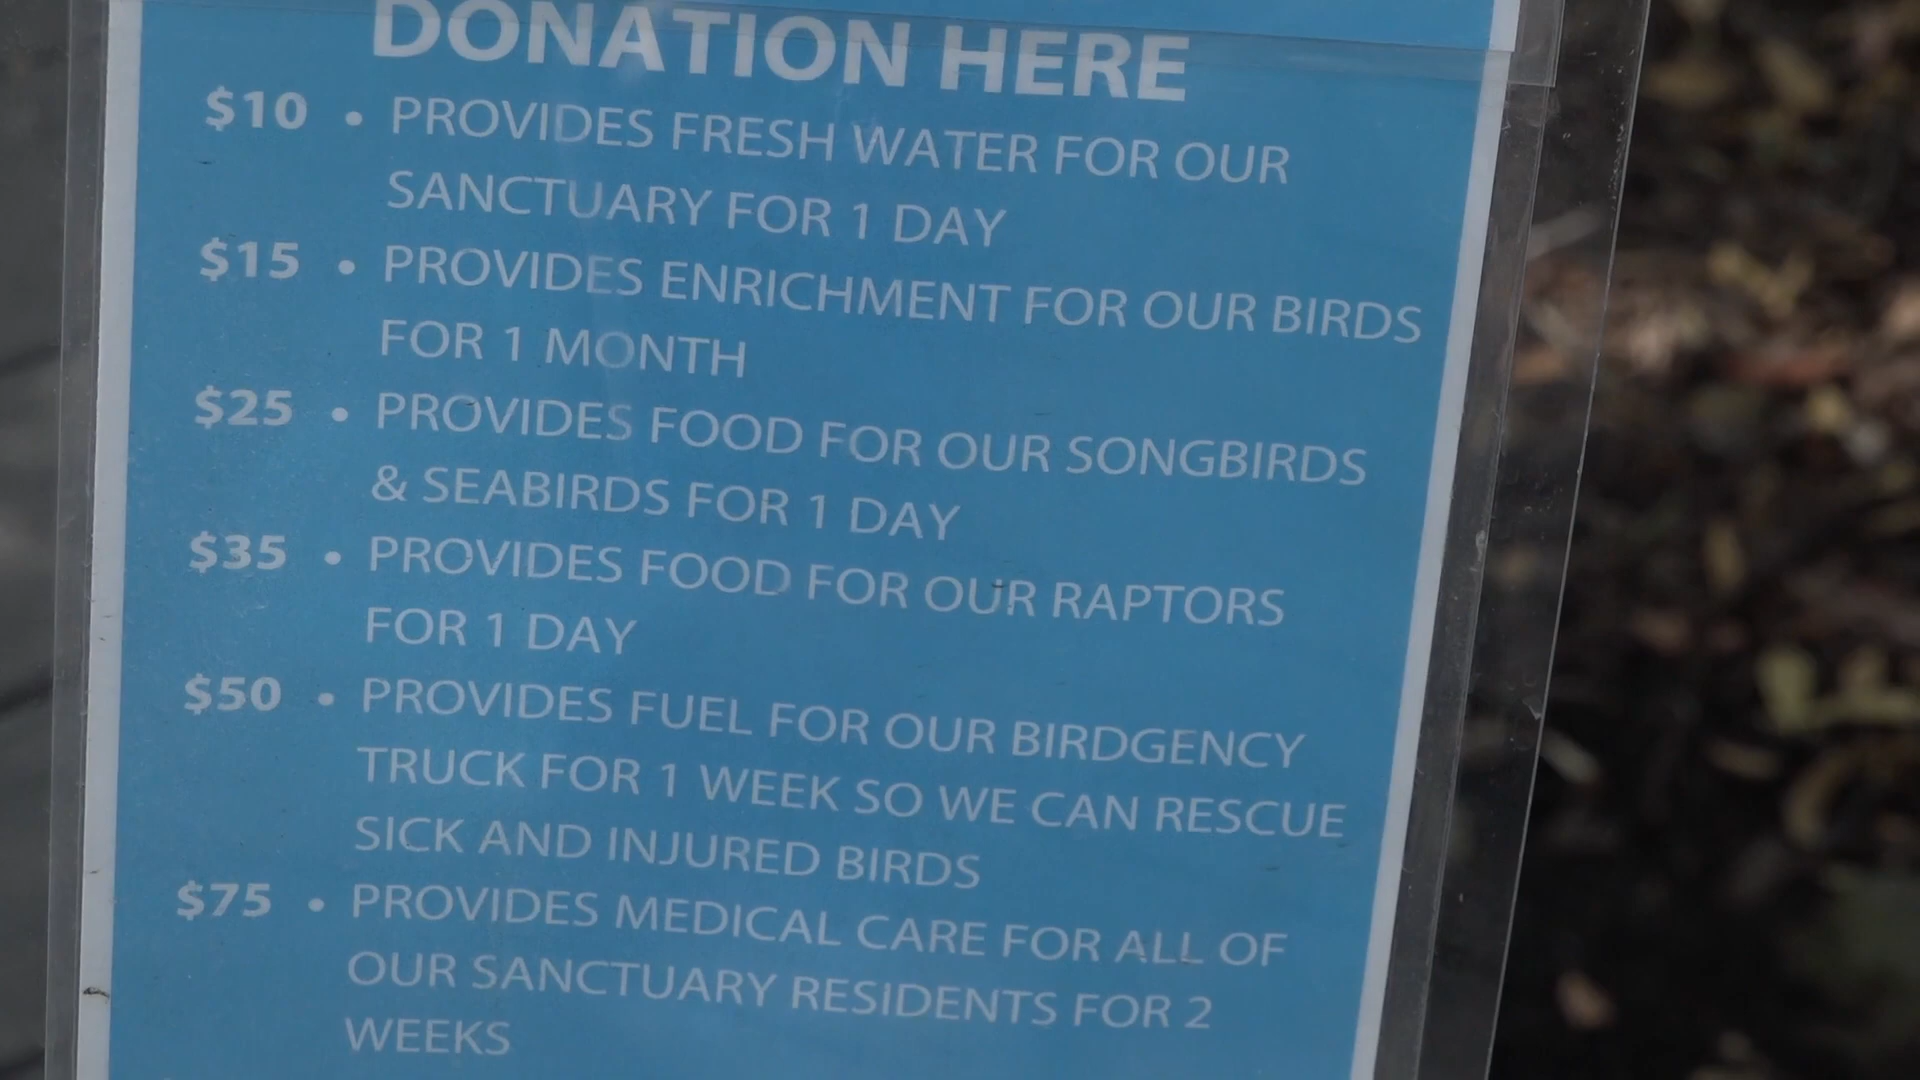 DONATION HERE
$10 • PROVIDES FRESH WATER FOR OUR
SANCTUARY FOR 1 DAY
$15 • PROVIDES ENRICHMENT FOR OUR BIRDS
FOR 1 MONTH
$25 • PROVIDES FOOD FOR OUR SONGBIRDS
& SEABIRDS FOR 1 DAY
$35 • PROVIDES FOOD FOR OUR RAPTORS
FOR 1 DAY
$50 • PROVIDES FUEL FOR OUR BIRDGENCY
TRUCK FOR 1 WEEK SO WE CAN RESCUE
SICK AND INJURED BIRDS
$75 • PROVIDES MEDICAL CARE FOR ALL OF
OUR SANCTUARY RESIDENTS FOR 2
WEEKS